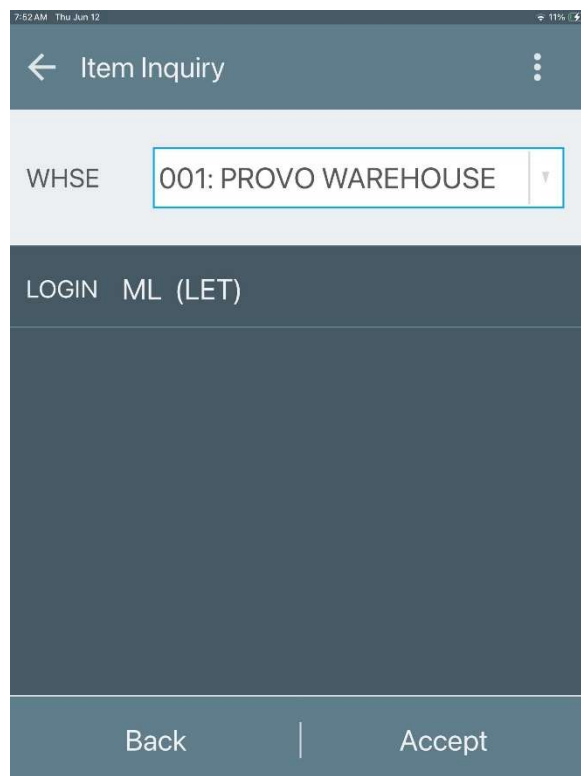 7:52 AM Thu Jun 12 11%
Item Inquiry
WHSE 001: PROVO WAREHOUSE
LOGIN ML (LET)
Back | Accept